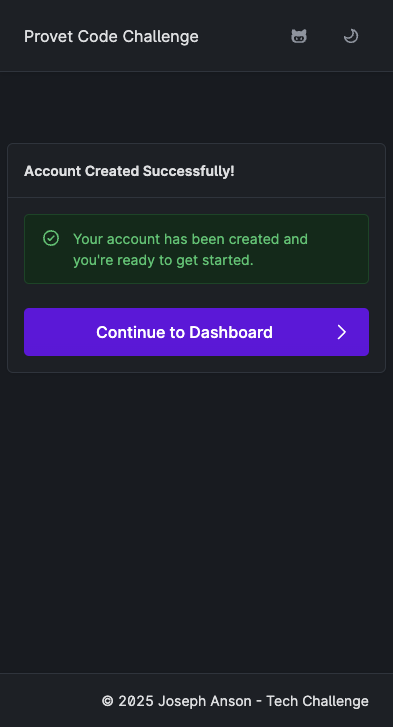 Provet Code Challenge
Account Created Successfully!
Your account has been created and
you're ready to get started.
Continue to Dashboard
© 2025 Joseph Anson - Tech Challenge